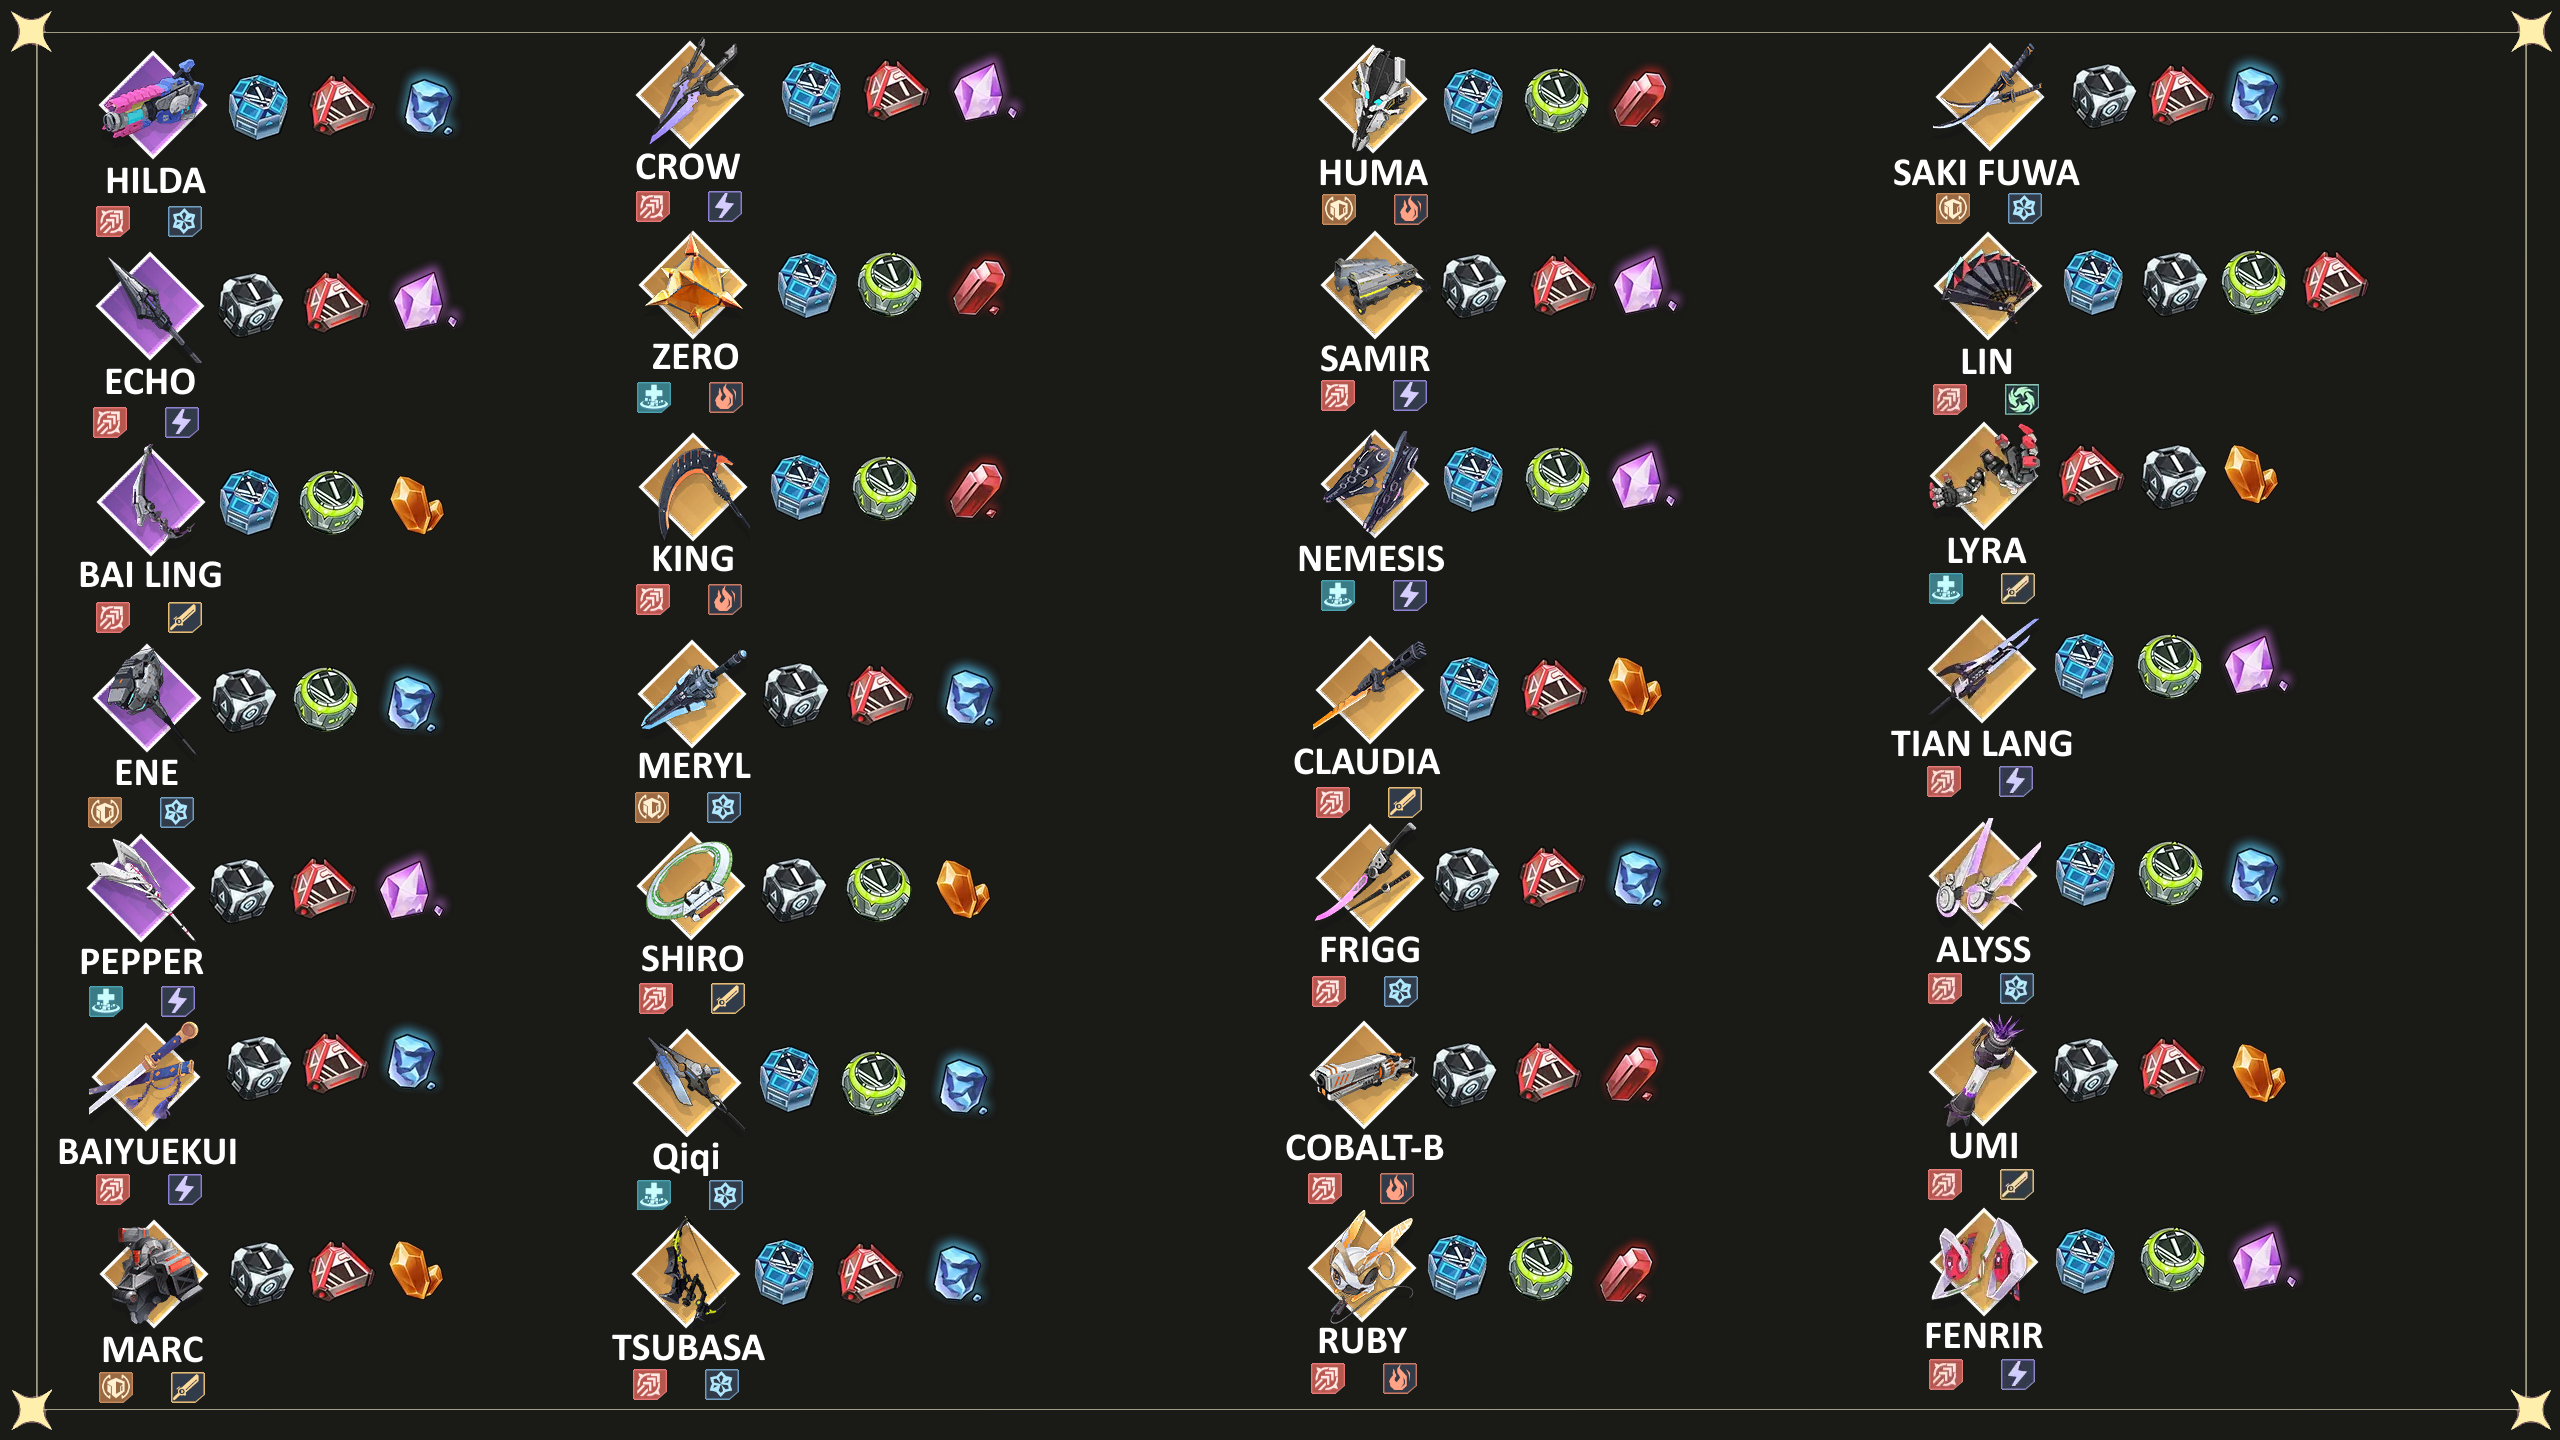 HILDA
ECHO
BAI LING
ENE
PEPPER
BAIYUEKUI
MARC
CROW
ZERO
KING
MERYL
SHIRO
Qiqi
TSUBASA
HUMA
SAMIR
NEMESIS
CLAUDIA
FRIGG
COBALT-B
RUBY
SAKI FUWA
LIN
LYRA
TIAN LANG
ALYSS
UMI
FENRIR